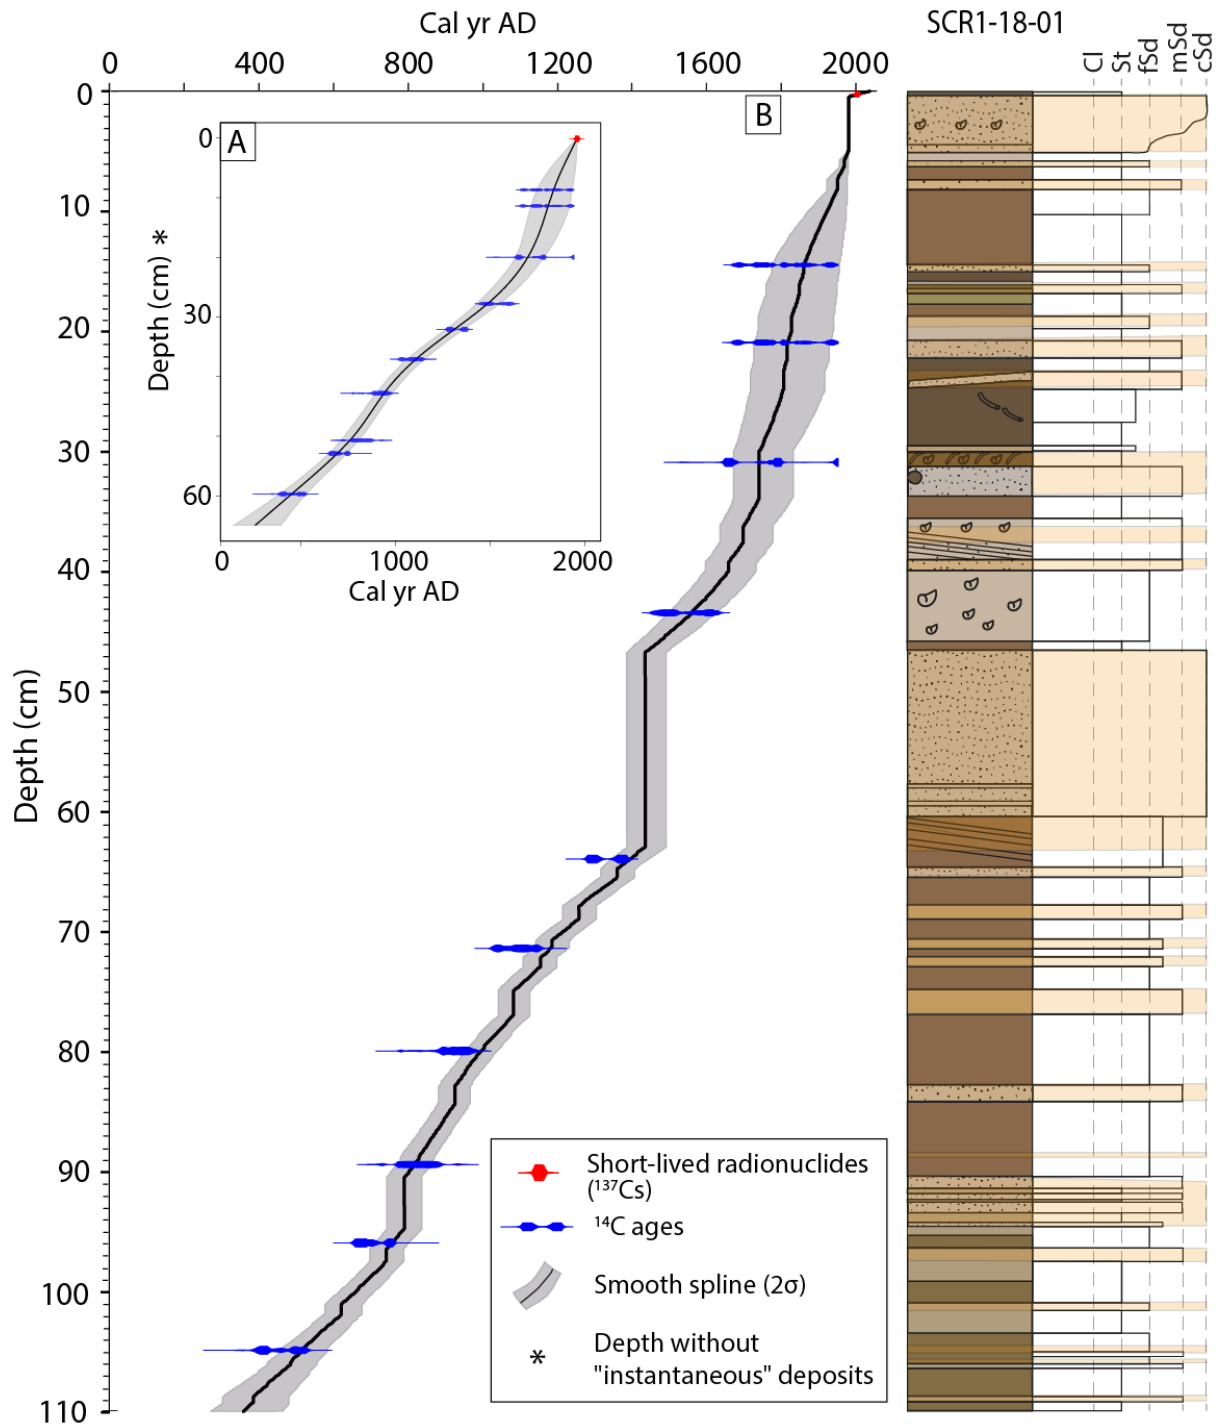 Cal yr AD
SCR1-18-01
0
400
800
1200
1600
2000
Cl
St
fSd
mSd
cSd
0
10
20
30
40
50
60
70
80
90
100
110
Depth (cm)
A
B
0
30
60
Depth (cm) *
0
1000
2000
Cal yr AD
Short-lived radionuclides
(¹³⁷Cs)
¹⁴C ages
Smooth spline (2σ)
* Depth without
"instantaneous" deposits